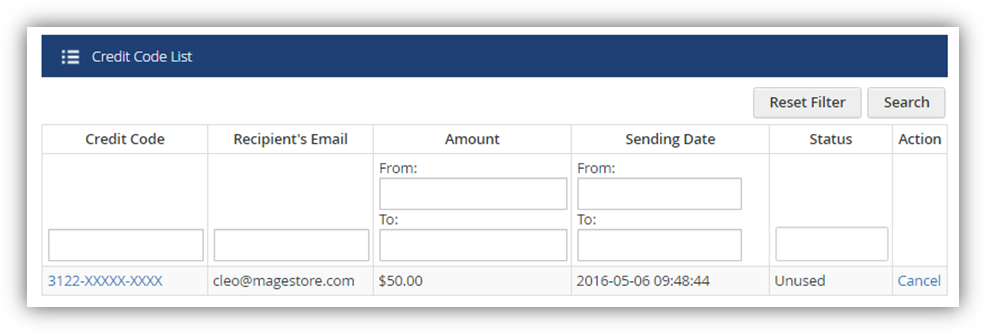 Credit Code List
Reset Filter Search
Credit Code Recipient's Email Amount Sending Date Status Action
From: From:
To: To:
3122-XXXXX-XXXX cleo@magestore.com $50.00 2016-05-06 09:48:44 Unused Cancel